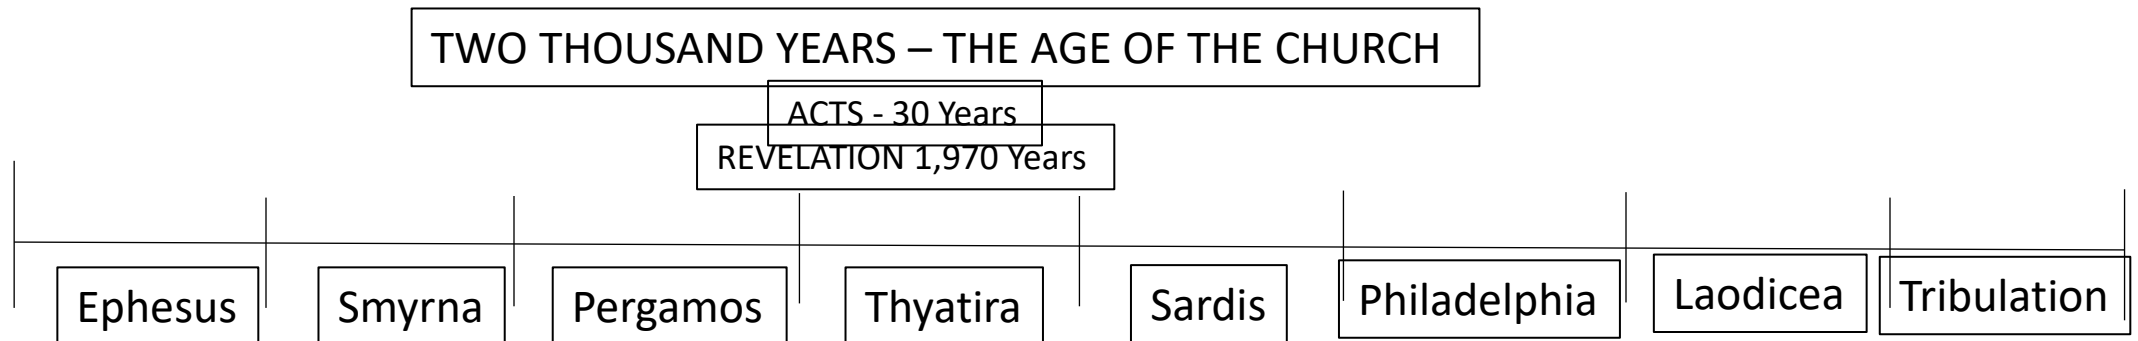 TWO THOUSAND YEARS – THE AGE OF THE CHURCH
ACTS - 30 Years
REVELATION 1,970 Years
Ephesus
Smyrna
Pergamos
Thyatira
Sardis
Philadelphia
Laodicea
Tribulation